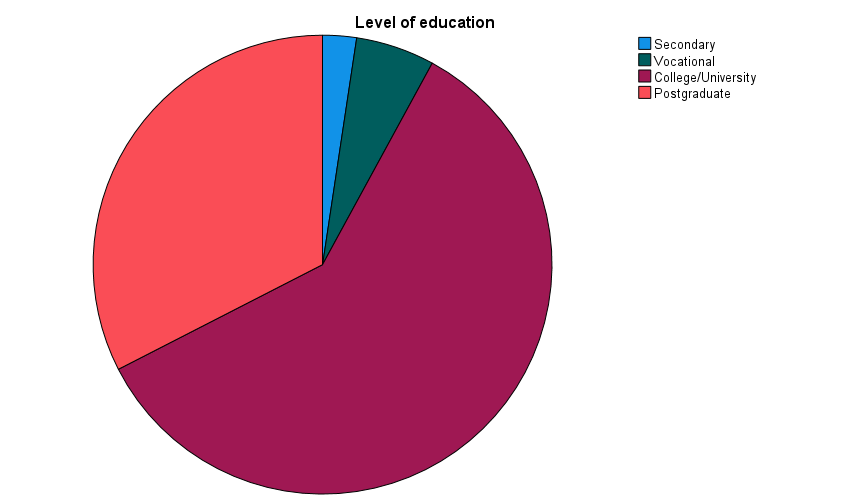 Level of education
Secondary
Vocational
College/University
Postgraduate